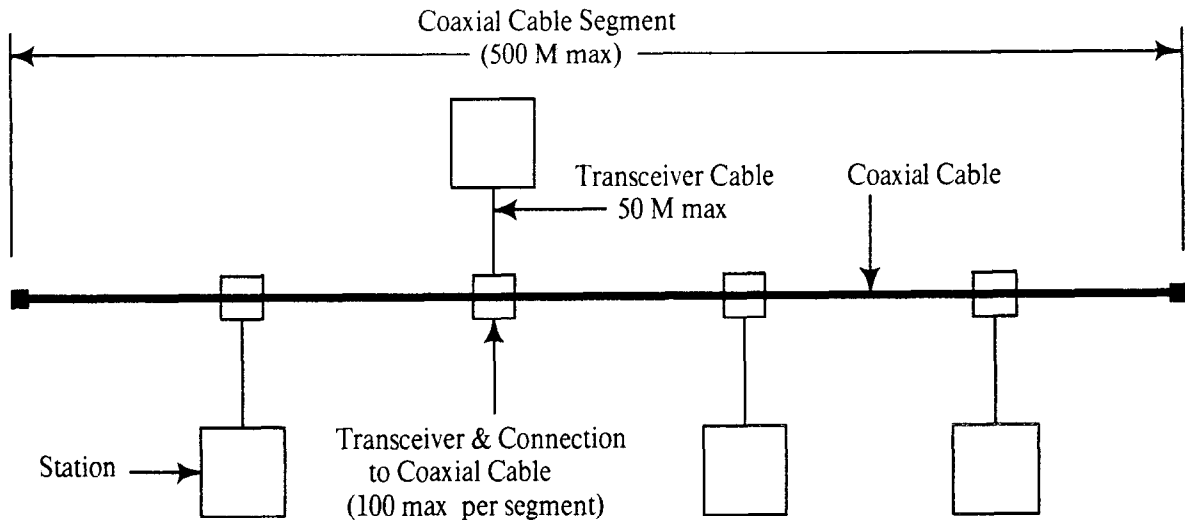 Coaxial Cable Segment
(500 M max)
Transceiver Cable
50 M max
Coaxial Cable
Station
Transceiver & Connection
to Coaxial Cable
(100 max per segment)